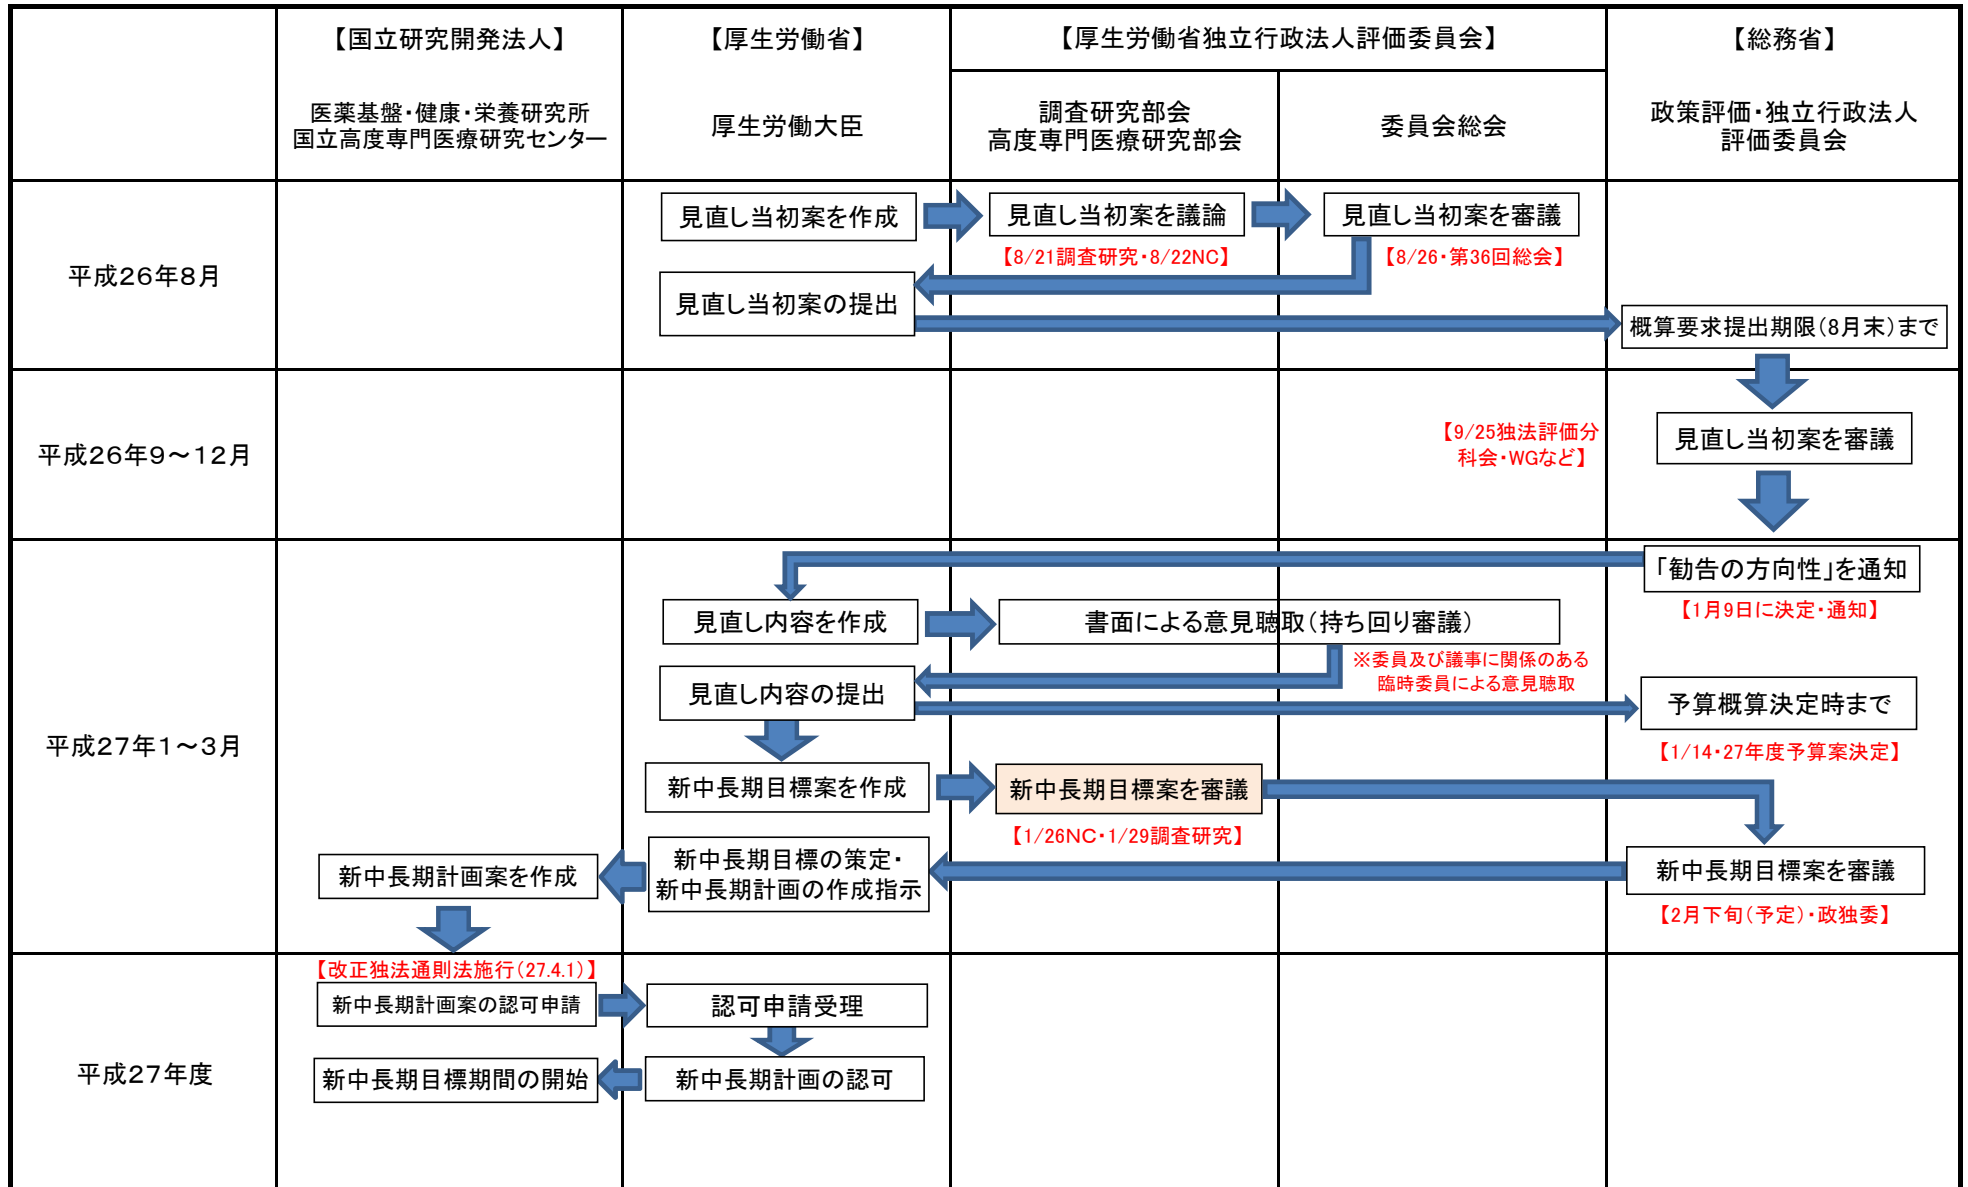 【国立研究開発法人】
医薬基盤・健康・栄養研究所
国立高度専門医療研究センター
【厚生労働省】
厚生労働大臣
【厚生労働省独立行政法人評価委員会】
調査研究部会
高度専門医療研究部会
委員会総会
【総務省】
政策評価・独立行政法人
評価委員会
平成26年8月
見直し当初案を作成
見直し当初案を議論
【8/21調査研究・8/22NC】
見直し当初案を審議
【8/26・第36回総会】
見直し当初案の提出
概算要求提出期限(8月末)まで
平成26年9~12月
【9/25独法評価分
科会・WGなど】
見直し当初案を審議
平成27年1~3月
「勧告の方向性」を通知
【1月9日に決定・通知】
見直し内容を作成
書面による意見聴取(持ち回り審議)
※委員及び議事に関係のある
臨時委員による意見聴取
見直し内容の提出
予算概算決定時まで
【1/14・27年度予算案決定】
新中長期目標案を作成
新中長期目標案を審議
【1/26NC・1/29調査研究】
新中長期目標案を審議
【2月下旬(予定)・政独委】
新中長期目標の策定・
新中長期計画の作成指示
新中長期計画案を作成
平成27年度
【改正独法通則法施行(27.4.1)】
新中長期計画案の認可申請
認可申請受理
新中長期計画の認可
新中長期目標期間の開始